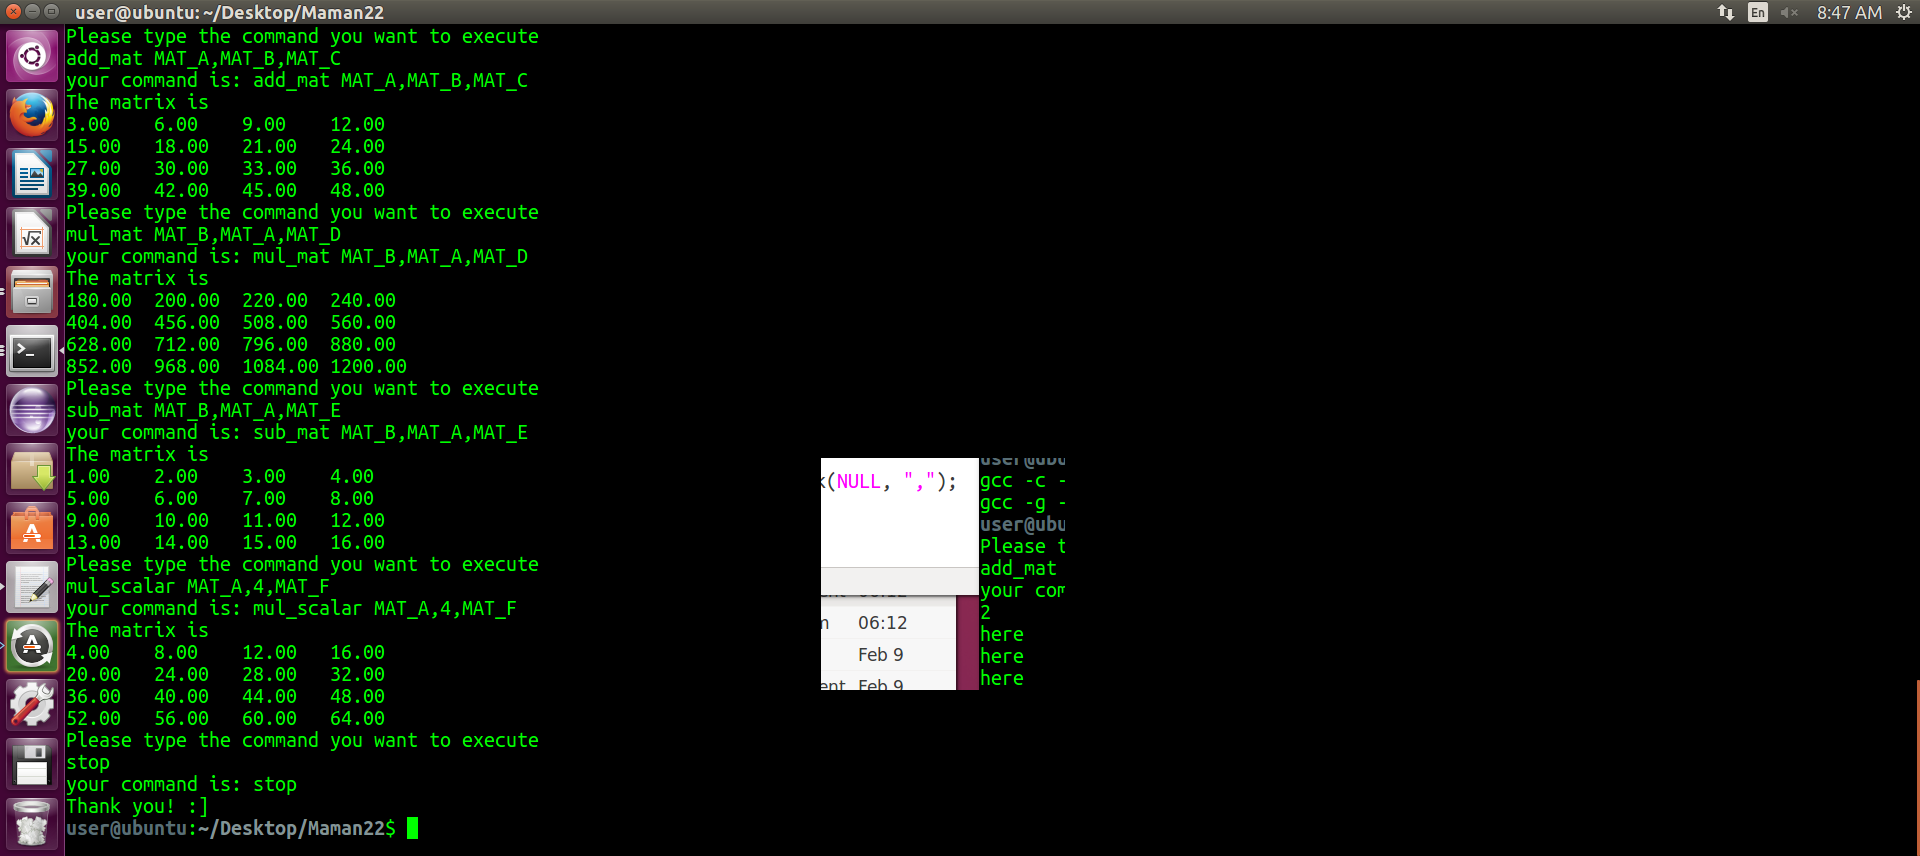 user@ubuntu: ~/Desktop/Maman22
En
8:47 AM
Please type the command you want to execute
add_mat MAT_A,MAT_B,MAT_C
your command is: add_mat MAT_A,MAT_B,MAT_C
The matrix is
3.00 6.00 9.00 12.00
15.00 18.00 21.00 24.00
27.00 30.00 33.00 36.00
39.00 42.00 45.00 48.00
Please type the command you want to execute
mul_mat MAT_B,MAT_A,MAT_D
your command is: mul_mat MAT_B,MAT_A,MAT_D
The matrix is
180.00 200.00 220.00 240.00
404.00 456.00 508.00 560.00
628.00 712.00 796.00 880.00
852.00 968.00 1084.00 1200.00
Please type the command you want to execute
sub_mat MAT_B,MAT_A,MAT_E
your command is: sub_mat MAT_B,MAT_A,MAT_E
The matrix is
1.00 2.00 3.00 4.00
5.00 6.00 7.00 8.00
9.00 10.00 11.00 12.00
13.00 14.00 15.00 16.00
Please type the command you want to execute
mul_scalar MAT_A,4,MAT_F
your command is: mul_scalar MAT_A,4,MAT_F
The matrix is
4.00 8.00 12.00 16.00
20.00 24.00 28.00 32.00
36.00 40.00 44.00 48.00
52.00 56.00 60.00 64.00
Please type the command you want to execute
stop
your command is: stop
Thank you! :]
user@ubuntu:~/Desktop/Maman22$
(NULL, ",");
06:12
Feb 9
Feb 9
user@ubu
gcc -c -
gcc -g -
user@ubu
Please t
add_mat
your com
2
here
here
here